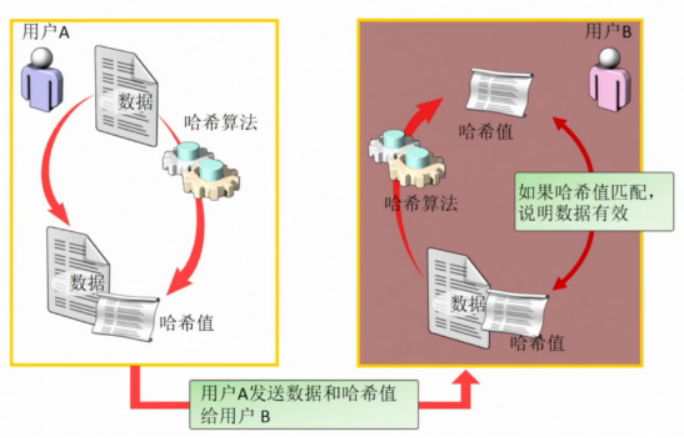 用户A
数据
哈希算法
数据
哈希值
用户B
哈希值
哈希算法
如果哈希值匹配，
说明数据有效
数据
哈希值
用户A发送数据和哈希值
给用户 B